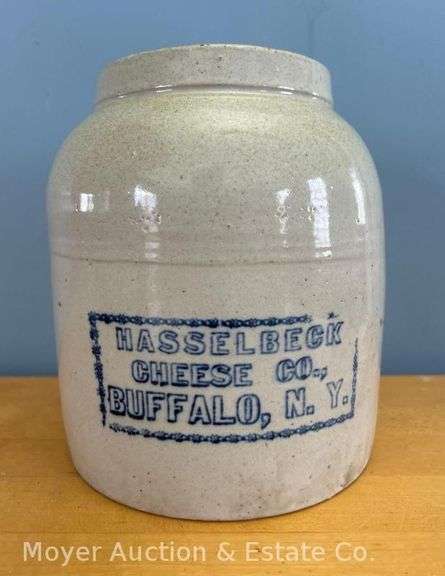 HASSELBECK
CHEESE CO.,
BUFFALO, N. Y.
Moyer Auction & Estate Co.